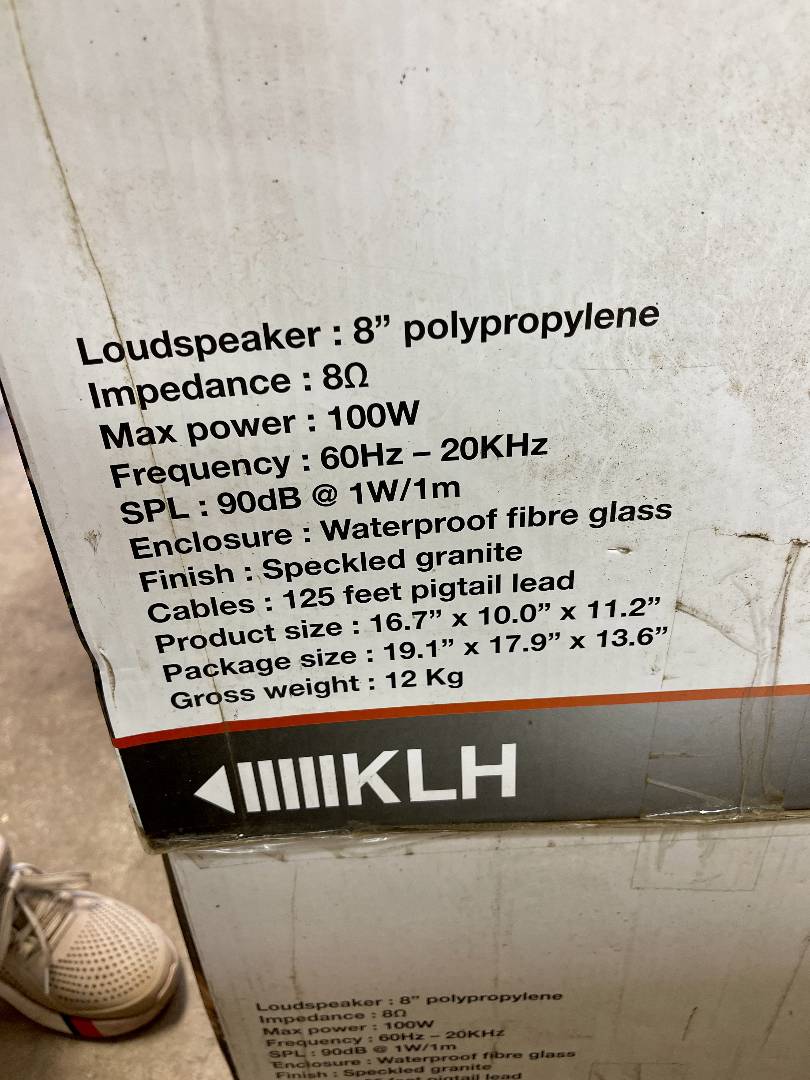 Loudspeaker : 8” polypropylene
Impedance : 8Ω
Max power : 100W
Frequency : 60Hz – 20KHz
SPL : 90dB @ 1W/1m
Enclosure : Waterproof fibre glass
Finish : Speckled granite
Cables : 125 feet pigtail lead
Product size : 16.7” x 10.0” x 11.2”
Package size : 19.1” x 17.9” x 13.6”
Gross weight : 12 Kg
KLH
Loudspeaker : 8” polypropylene
Impedance : 8Ω
Max power : 100W
Frequency : 60Hz – 20KHz
SPL : 90dB @ 1W/1m
Enclosure : Waterproof fibre glass
Finish : Speckled granite
feet pigtail lead